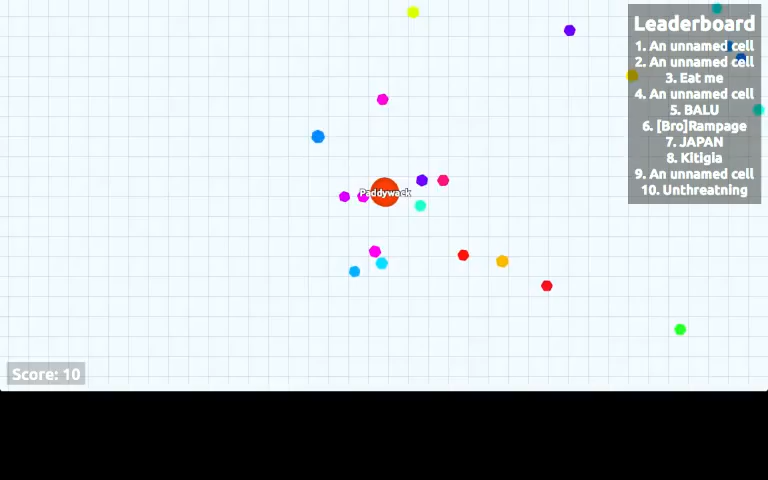 Leaderboard
1. An unnamed cell
2. An unnamed cell
3. Eat me
4. An unnamed cell
5. BALU
6. [Bro]Rampage
7. JAPAN
8. Kitigia
9. An unnamed cell
10. Unthreatning
Paddywack
Score: 10